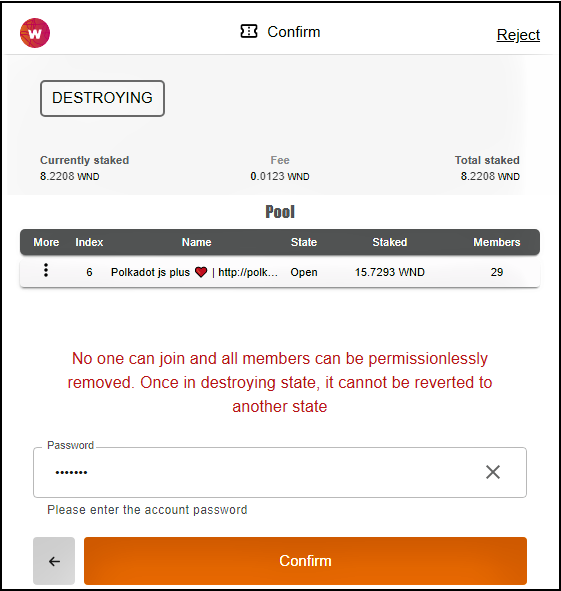 w Confirm Reject
DESTROYING
Currently staked Fee Total staked
8.2208 WND 0.0123 WND 8.2208 WND
Pool
More Index Name State Staked Members
6 Polkadot js plus ❤ | http://polk... Open 15.7293 WND 29
No one can join and all members can be permissionlessly
removed. Once in destroying state, it cannot be reverted to
another state
Password
•••••••
Please enter the account password
Confirm